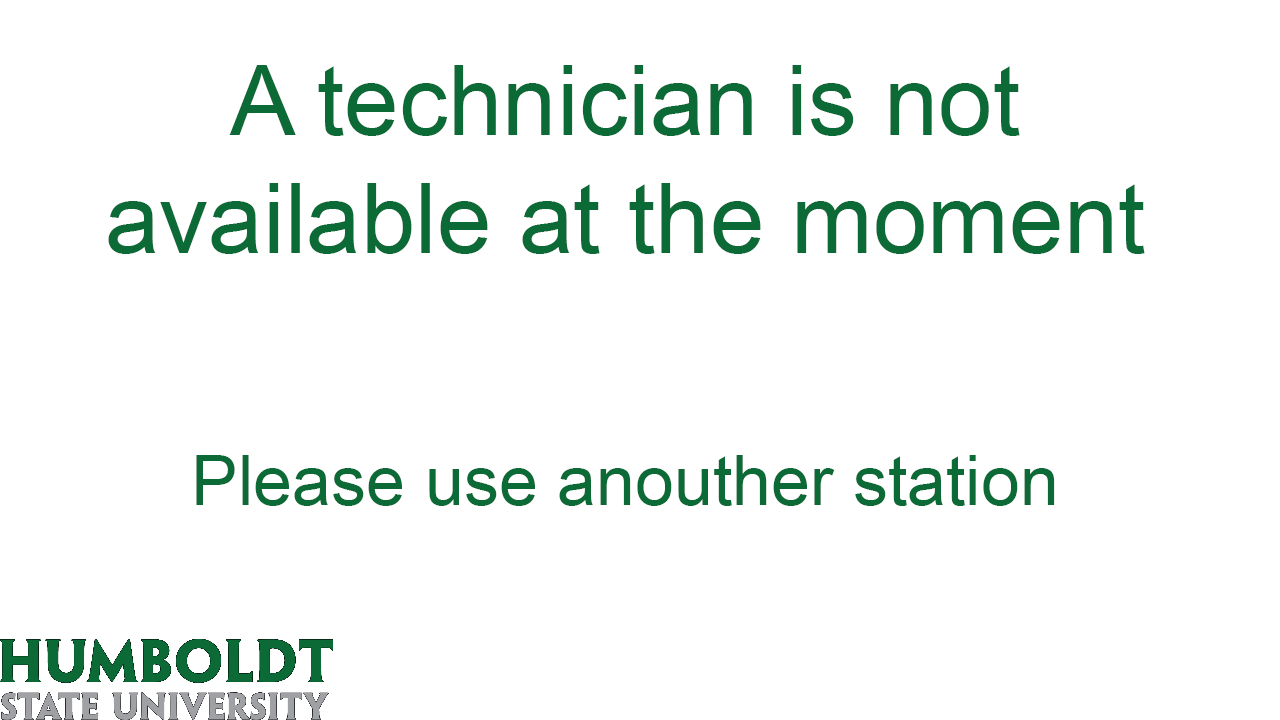 A technician is not
available at the moment
Please use anouther station
HUMBOLDT
STATE UNIVERSITY